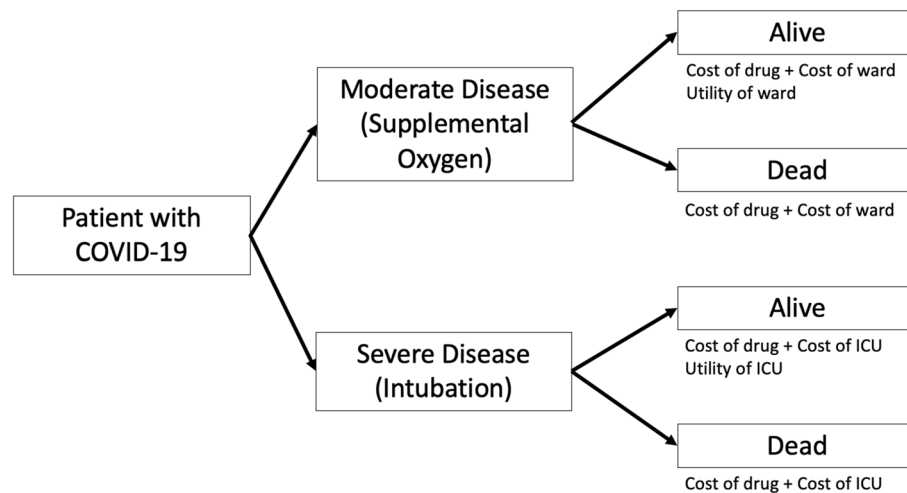 Patient with
COVID-19
Moderate Disease
(Supplemental
Oxygen)
Alive
Cost of drug + Cost of ward
Utility of ward
Dead
Cost of drug + Cost of ward
Severe Disease
(Intubation)
Alive
Cost of drug + Cost of ICU
Utility of ICU
Dead
Cost of drug + Cost of ICU